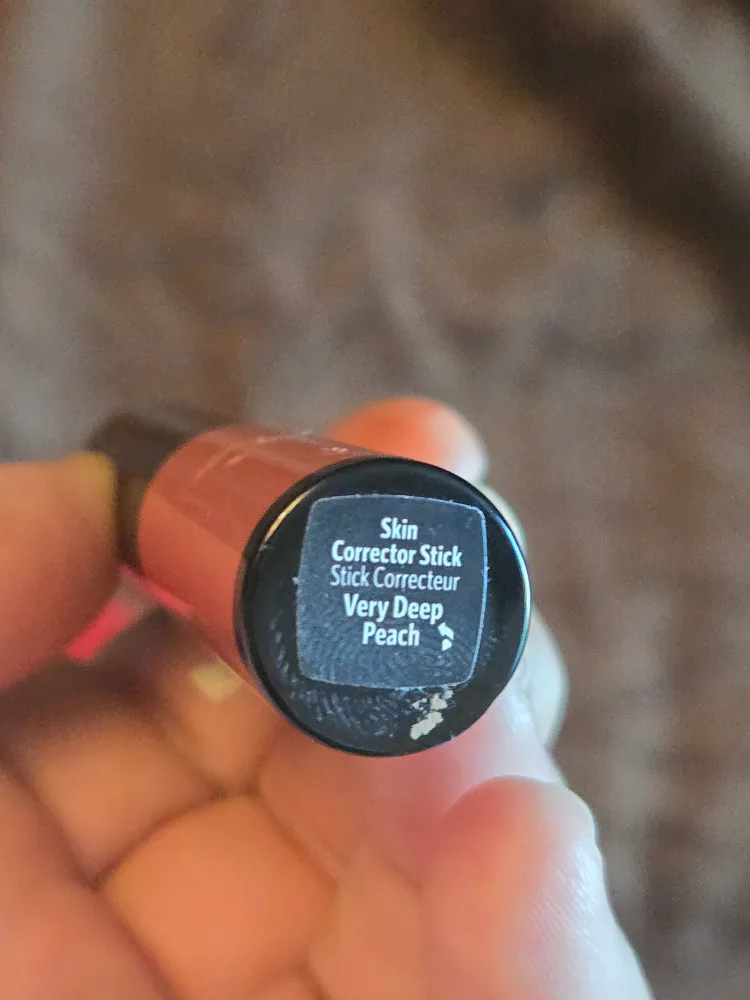 Skin
Corrector Stick
Stick Correcteur
Very Deep
Peach